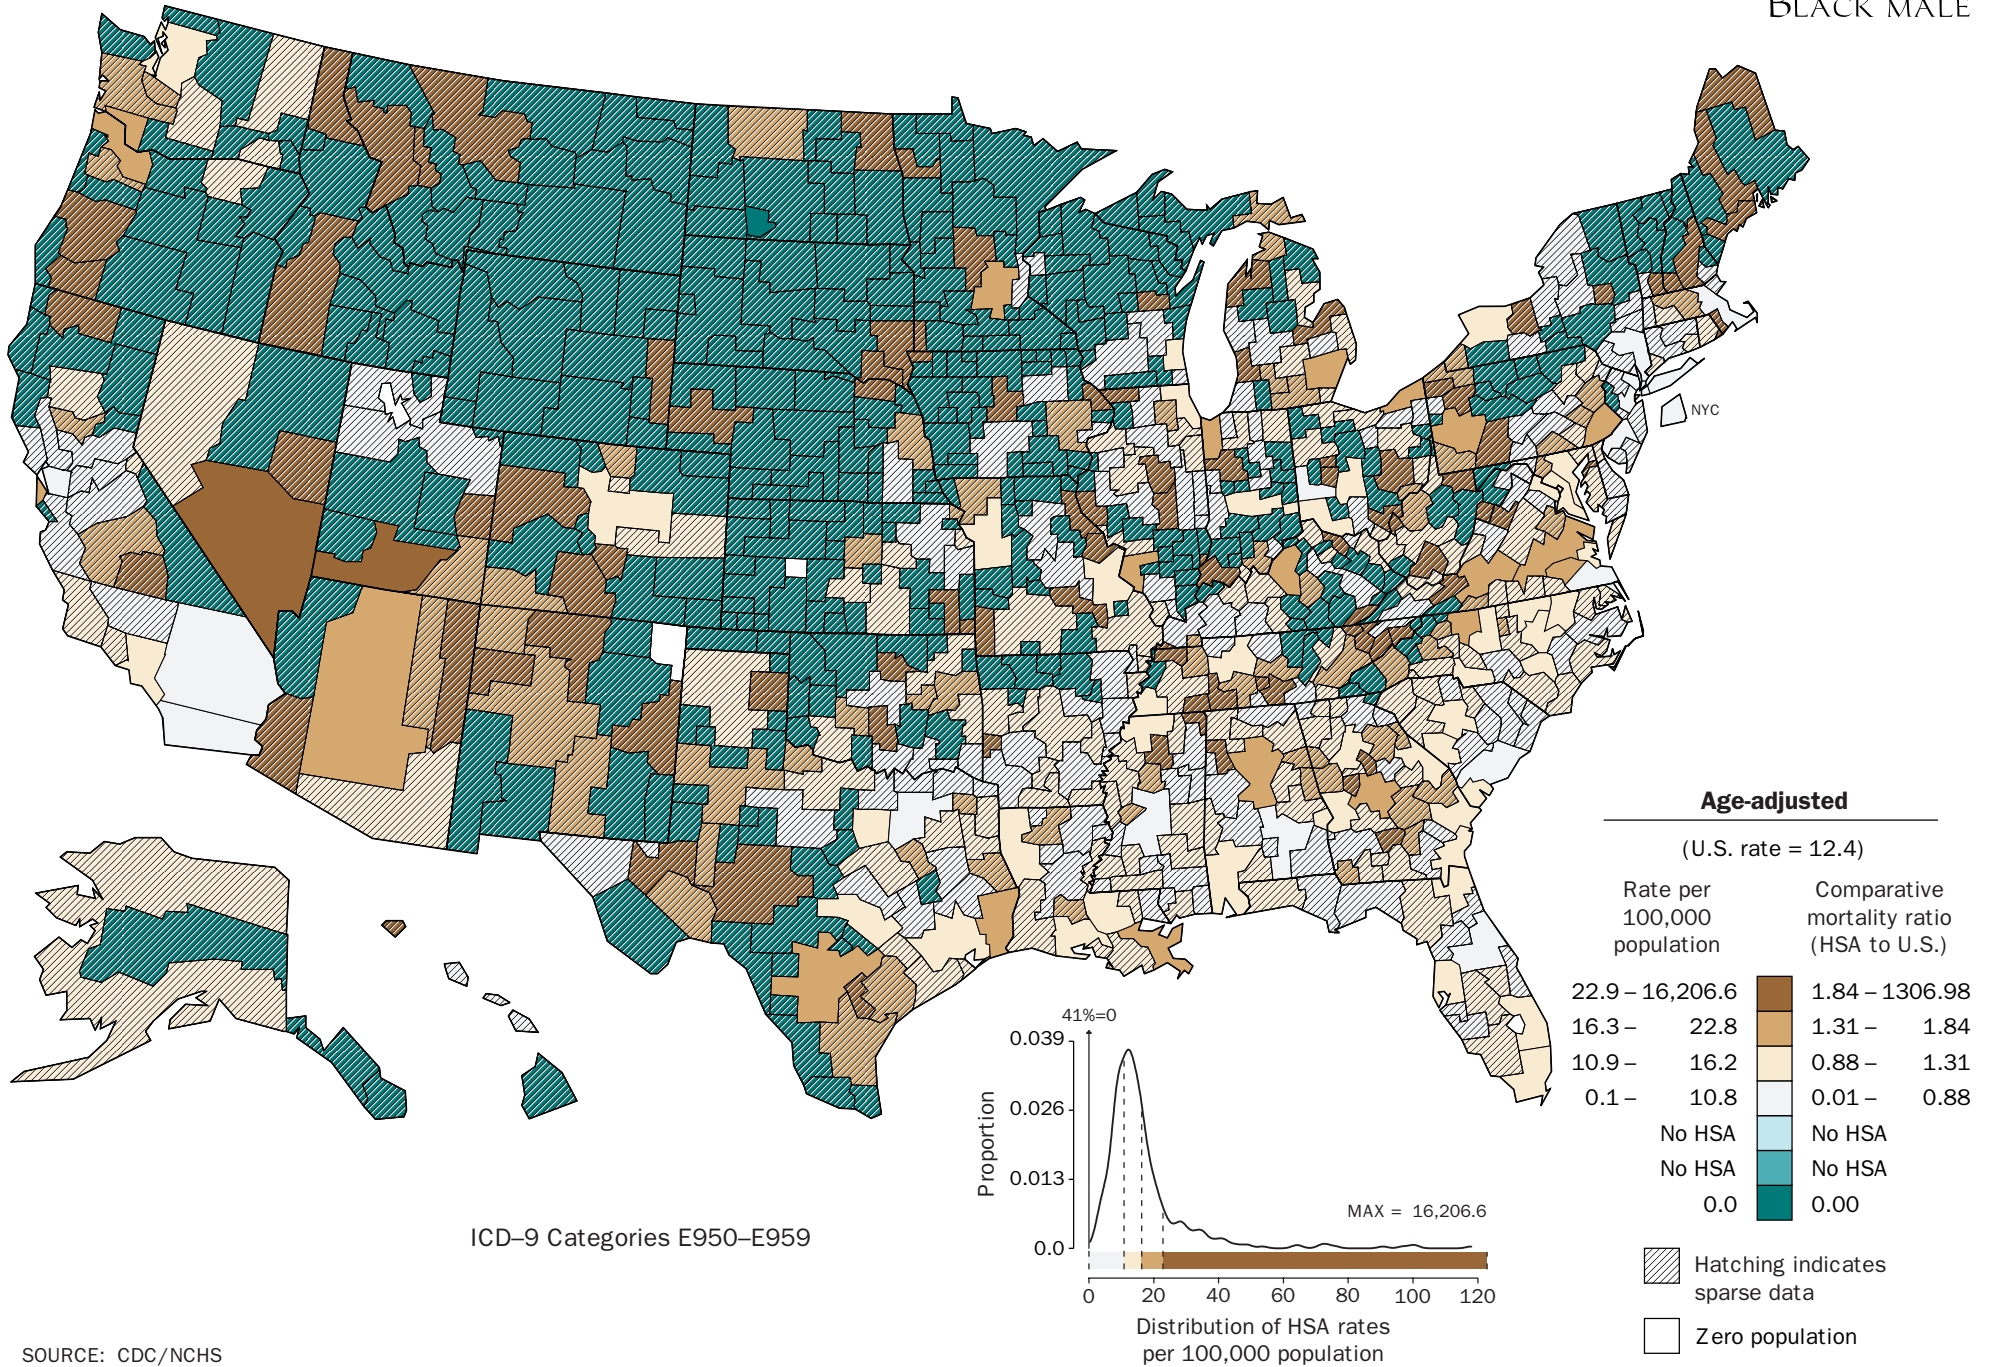 BLACK MALE
NYC
Age-adjusted
(U.S. rate = 12.4)
Rate per
100,000
population
Comparative
mortality ratio
(HSA to U.S.)
22.9 – 16,206.6 1.84 – 1306.98
16.3 – 22.8 1.31 – 1.84
10.9 – 16.2 0.88 – 1.31
0.1 – 10.8 0.01 – 0.88
No HSA No HSA
No HSA No HSA
0.0 0.00
Hatching indicates
sparse data
Zero population
41%=0
0.039
0.026
0.013
0.0
Proportion
MAX = 16,206.6
0 20 40 60 80 100 120
Distribution of HSA rates
per 100,000 population
ICD–9 Categories E950–E959
SOURCE: CDC/NCHS